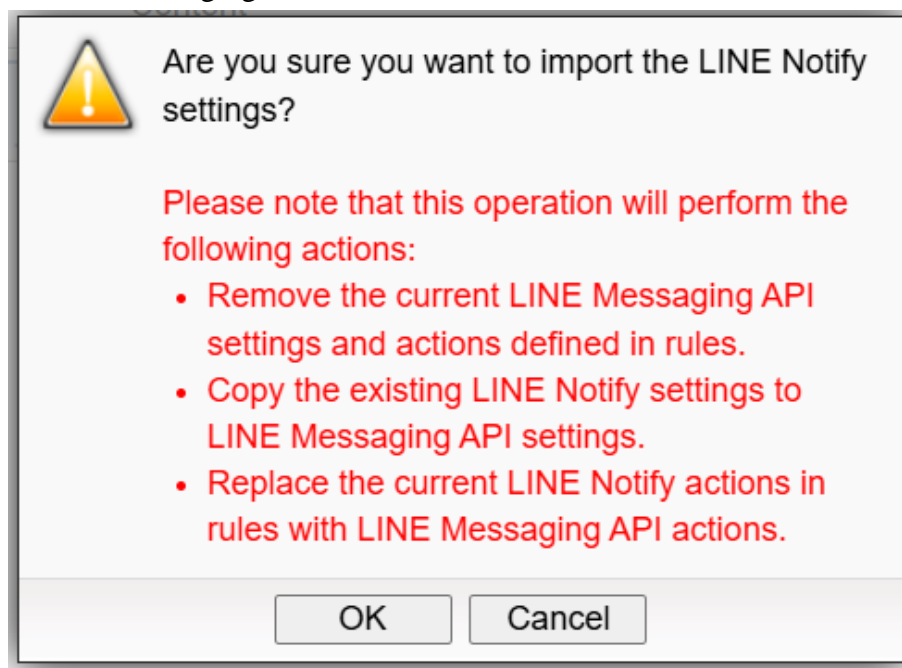 Are you sure you want to import the LINE Notify
settings?
Please note that this operation will perform the
following actions:
• Remove the current LINE Messaging API
settings and actions defined in rules.
• Copy the existing LINE Notify settings to
LINE Messaging API settings.
• Replace the current LINE Notify actions in
rules with LINE Messaging API actions.
OK Cancel